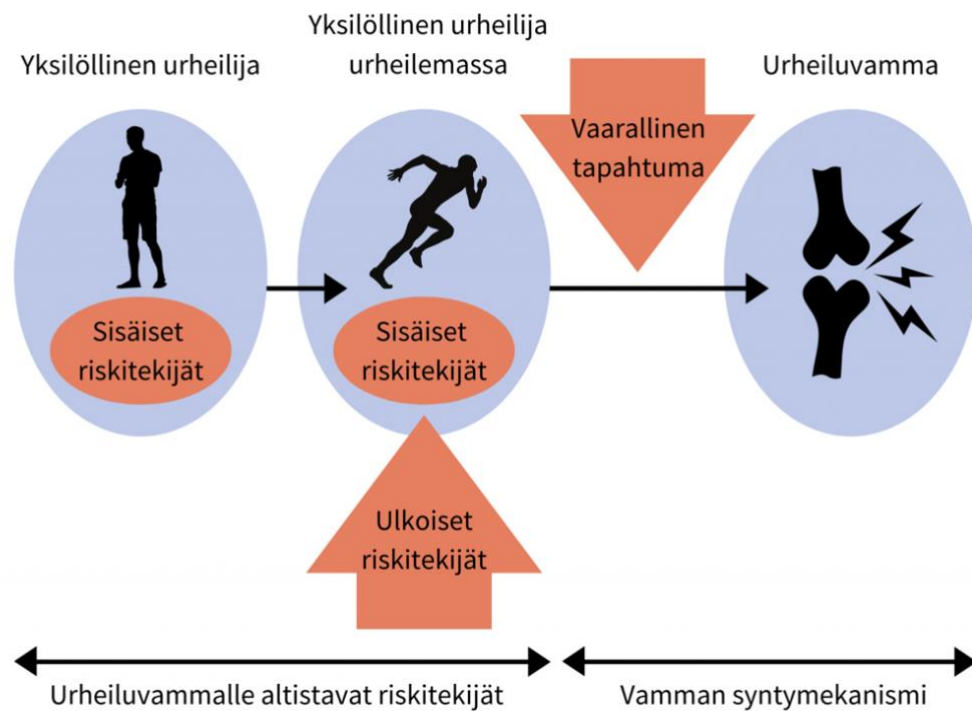 Yksilöllinen urheilija
Yksilöllinen urheilija
urheilemassa
Urheiluvamma
Vaarallinen
tapahtuma
Sisäiset
riskitekijät
Sisäiset
riskitekijät
Ulkoiset
riskitekijät
Urheiluvammalle altistavat riskitekijät
Vamman syntymekanismi